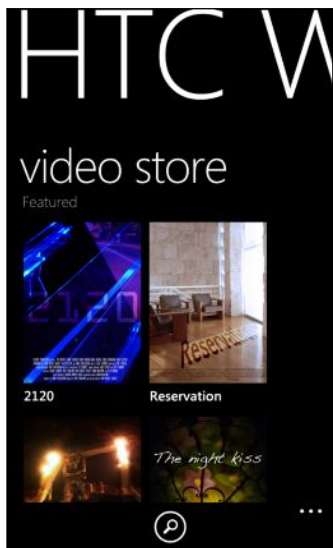 HTC W
video store
Featured
2120
Reservation
2120
Reservation
The night kiss
...